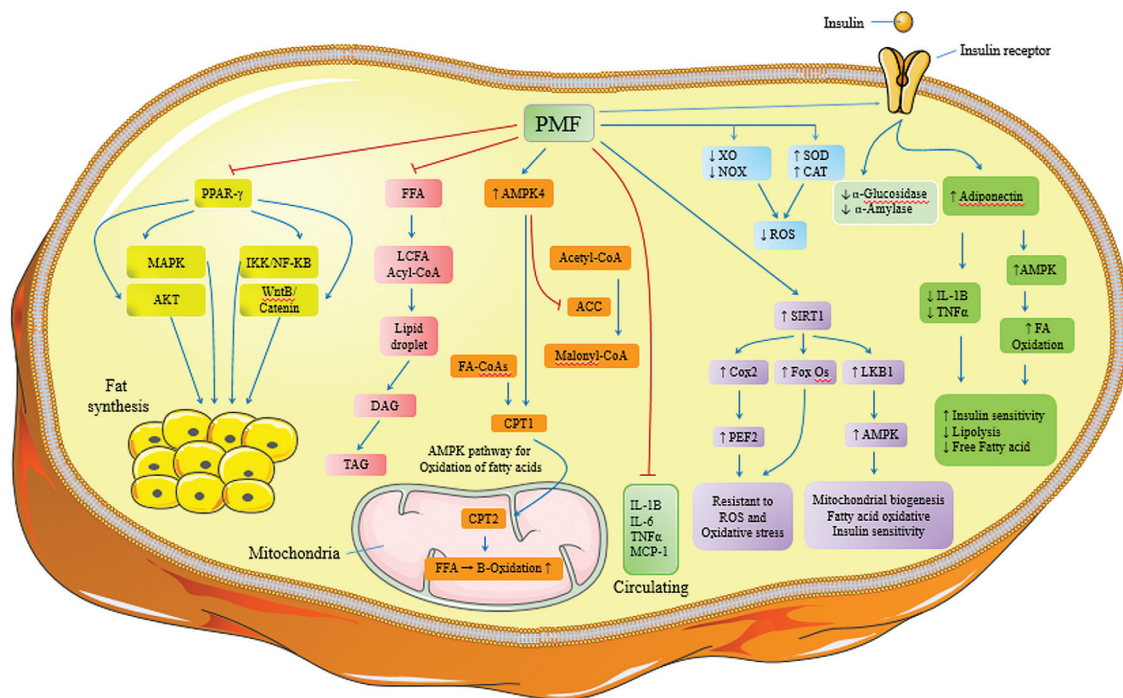 Insulin
Insulin receptor
PMF
PPAR-γ
MAPK
AKT
IKK/NF-KB
WntB/
Catenin
Fat
synthesis
FFA
LCFA
Acyl-CoA
Lipid
droplet
DAG
TAG
↑ AMPK4
Acetyl-CoA
ACC
Malonyl-CoA
FA-CoAs
CPT1
AMPK pathway for
Oxidation of fatty acids
CPT2
FFA → B-Oxidation ↑
Mitochondria
IL-1B
IL-6
TNFα
MCP-1
Circulating
↓ XO
↓ NOX
↑ SOD
↑ CAT
↓ ROS
↑ SIRT1
↑ Cox2
↑ Fox Os
↑ LKB1
↑ PEF2
↑ AMPK
Resistant to
ROS and
Oxidative stress
Mitochondrial biogenesis
Fatty acid oxidative
Insulin sensitivity
↓ α-Glucosidase
↓ α-Amylase
↑ Adiponectin
↓ IL-1B
↓ TNFα
↑AMPK
↑ FA
Oxidation
↑ Insulin sensitivity
↓ Lipolysis
↓ Free Fatty acid